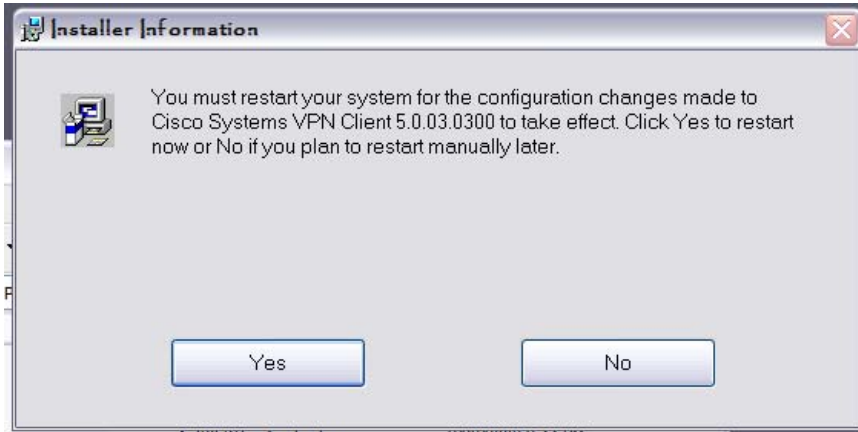 Installer Information
You must restart your system for the configuration changes made to
Cisco Systems VPN Client 5.0.03.0300 to take effect. Click Yes to restart
now or No if you plan to restart manually later.
Yes
No